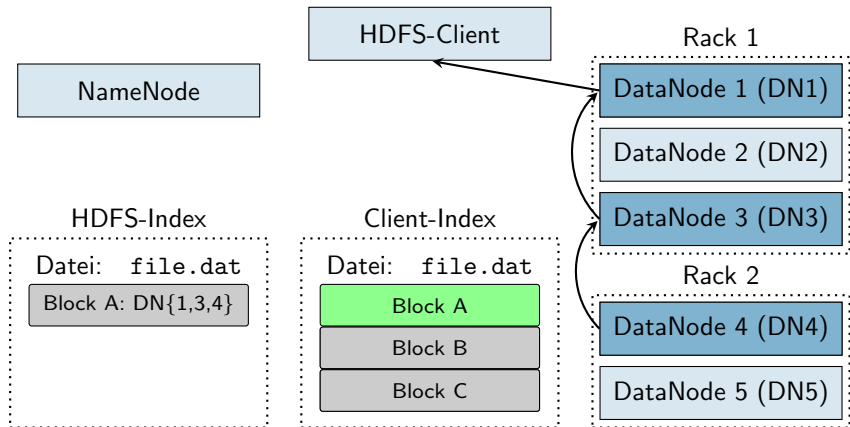 HDFS-Client
NameNode
Rack 1
DataNode 1 (DN1)
DataNode 2 (DN2)
DataNode 3 (DN3)
HDFS-Index
Datei: file.dat
Block A: DN{1,3,4}
Client-Index
Datei: file.dat
Block A
Block B
Block C
Rack 2
DataNode 4 (DN4)
DataNode 5 (DN5)